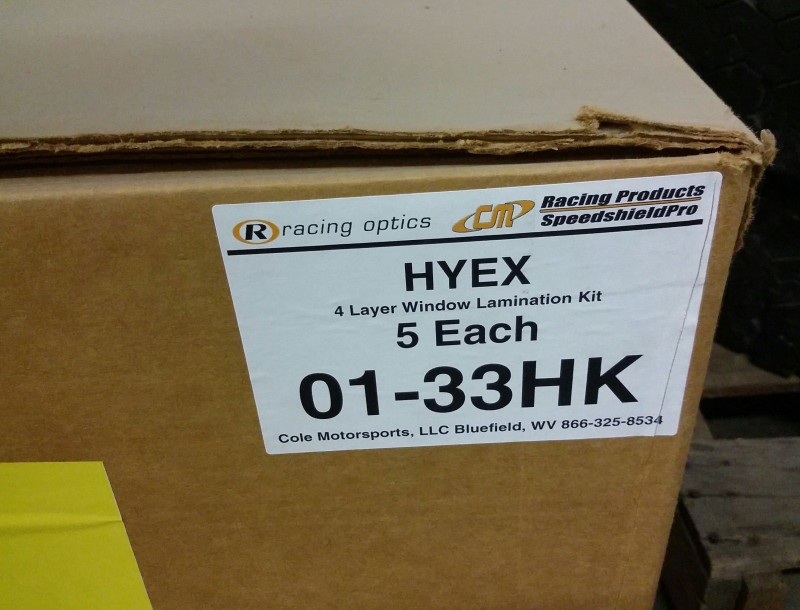 R racing optics CM Racing Products
SpeedshieldPro
HYEX
4 Layer Window Lamination Kit
5 Each
01-33HK
Cole Motorsports, LLC Bluefield, WV 866-325-8534